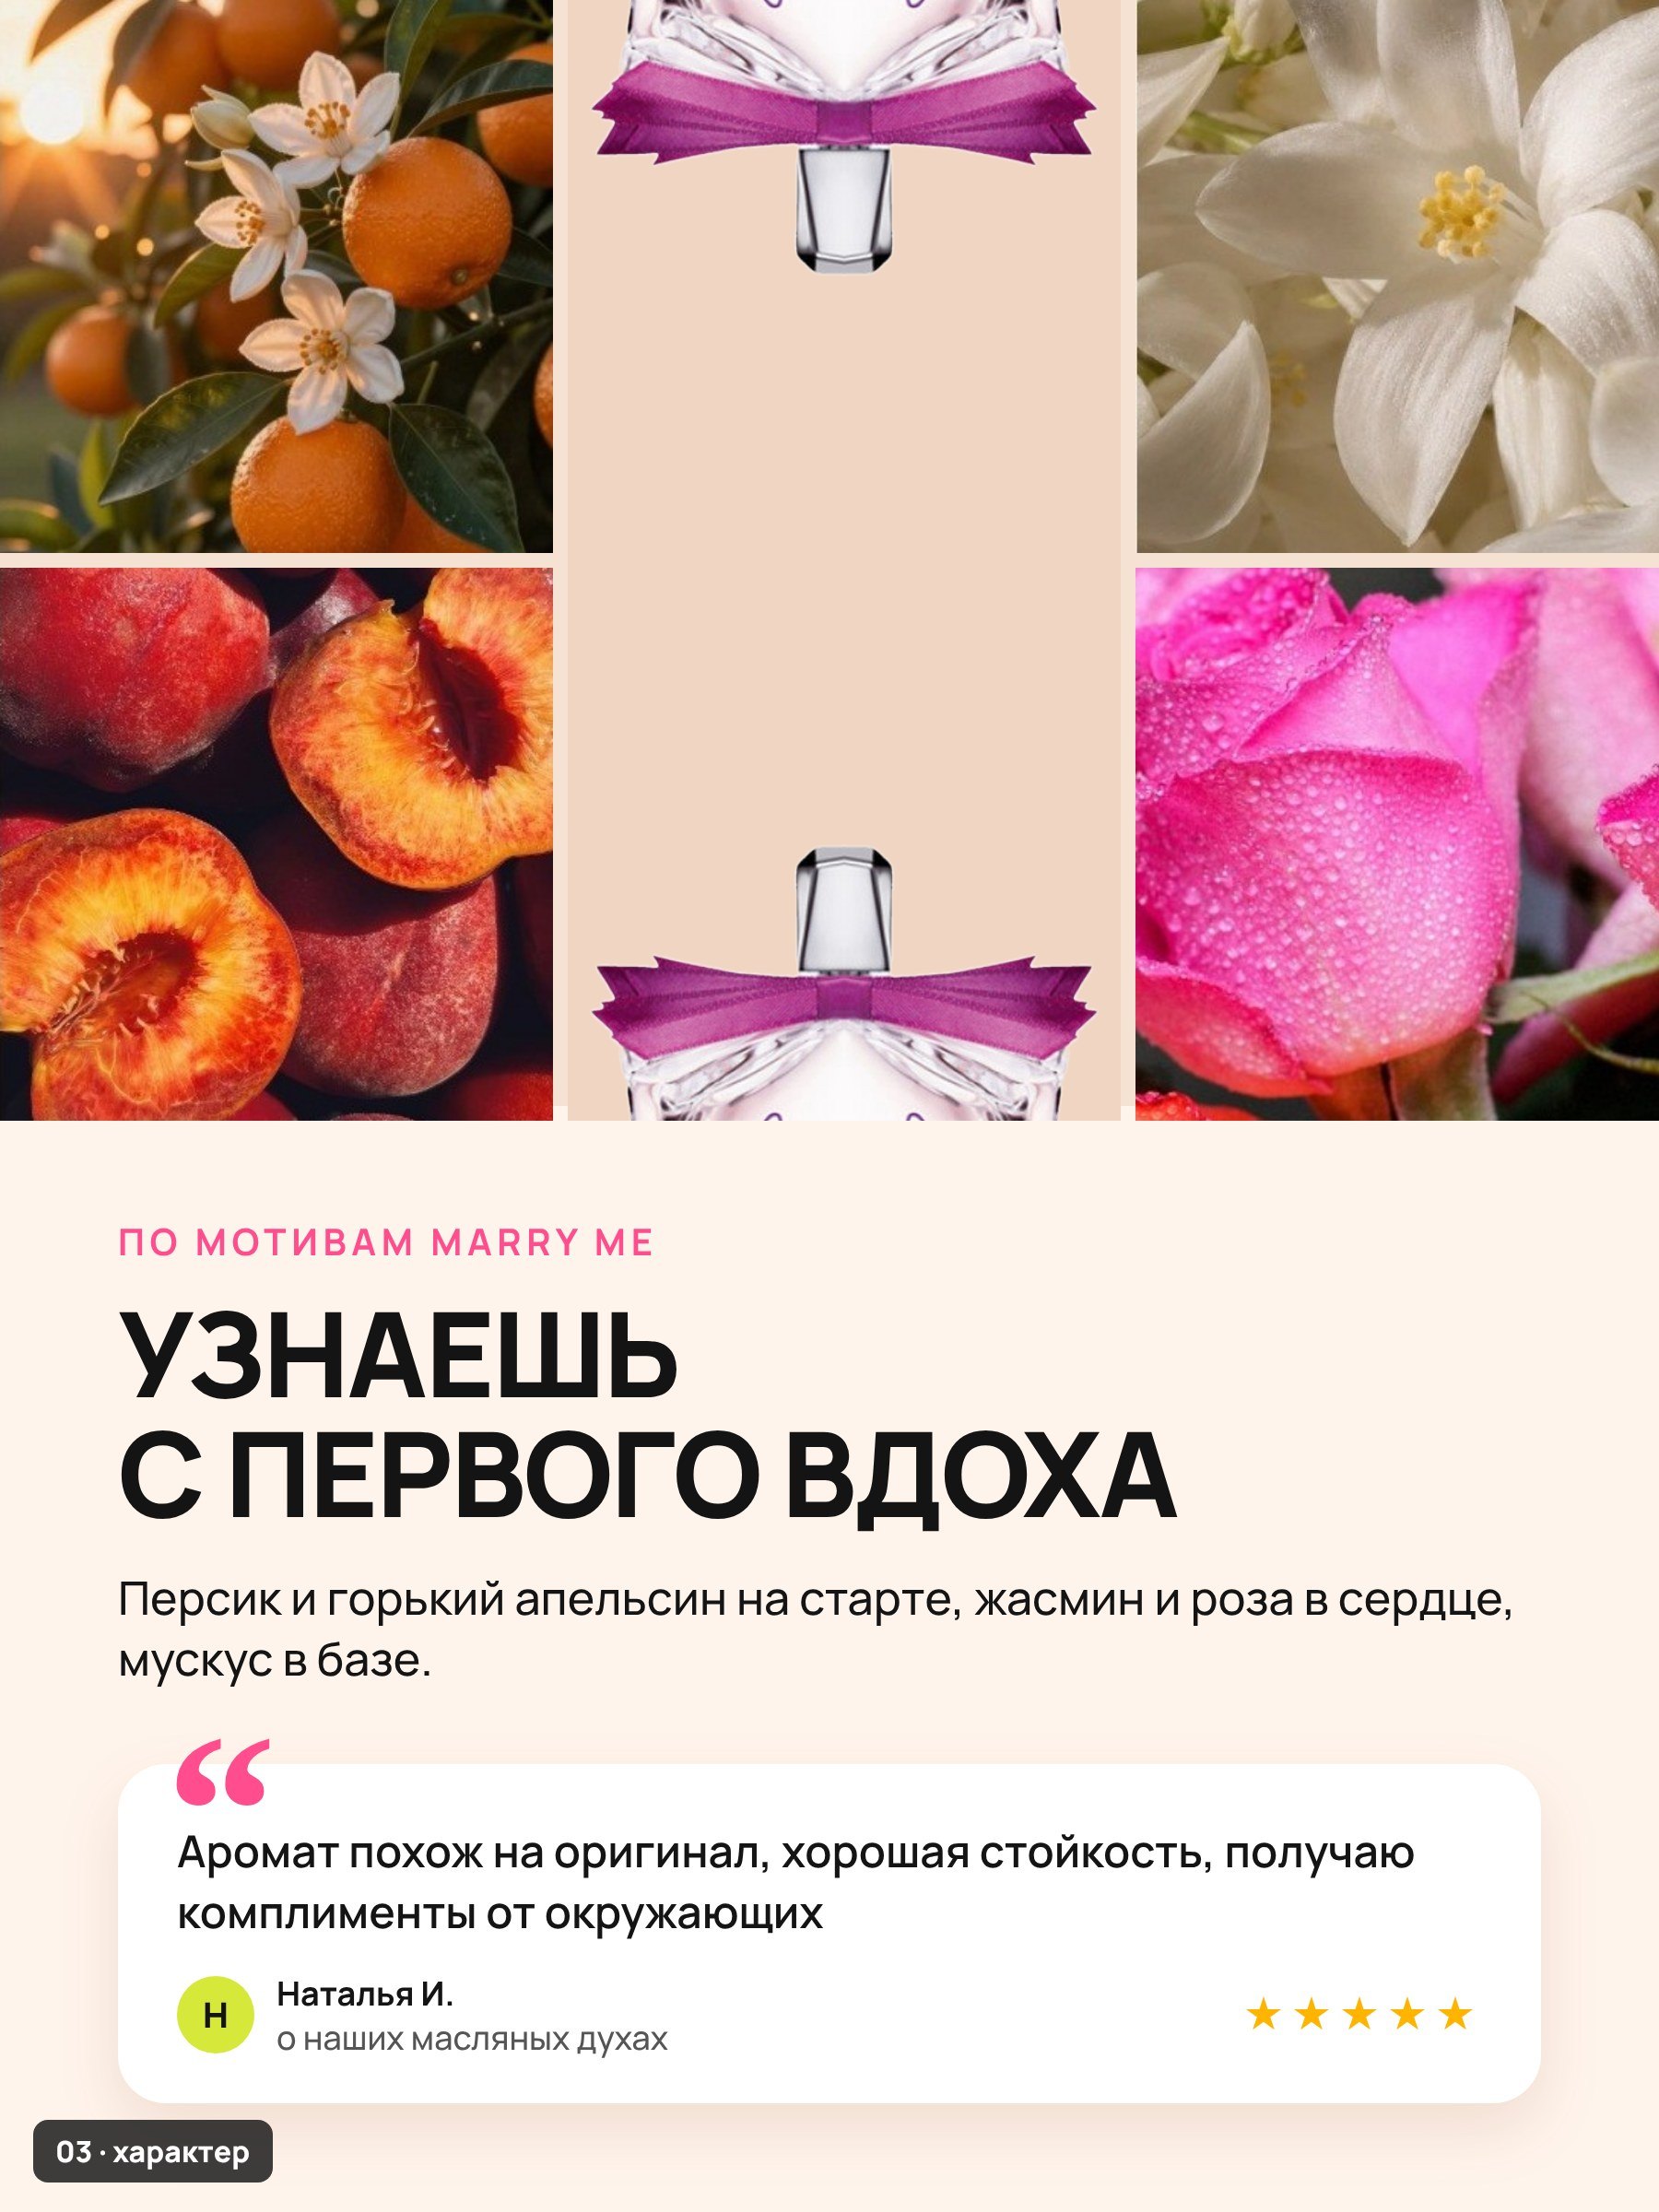 ПО МОТИВАМ MARRY ME
УЗНАЕШЬ
С ПЕРВОГО ВДОХА
Персик и горький апельсин на старте, жасмин и роза в сердце,
мускус в базе.
“
Аромат похож на оригинал, хорошая стойкость, получаю
комплименты от окружающих
Н
Наталья И.
о наших масляных духах
★★★★★
03 · характер